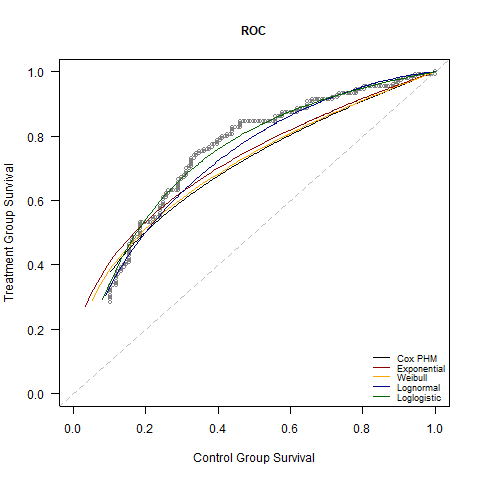 ROC
Treatment Group Survival
1.0
0.8
0.6
0.4
0.2
0.0
0.0 0.2 0.4 0.6 0.8 1.0
Control Group Survival
Cox PHM
Exponential
Weibull
Lognormal
Loglogistic